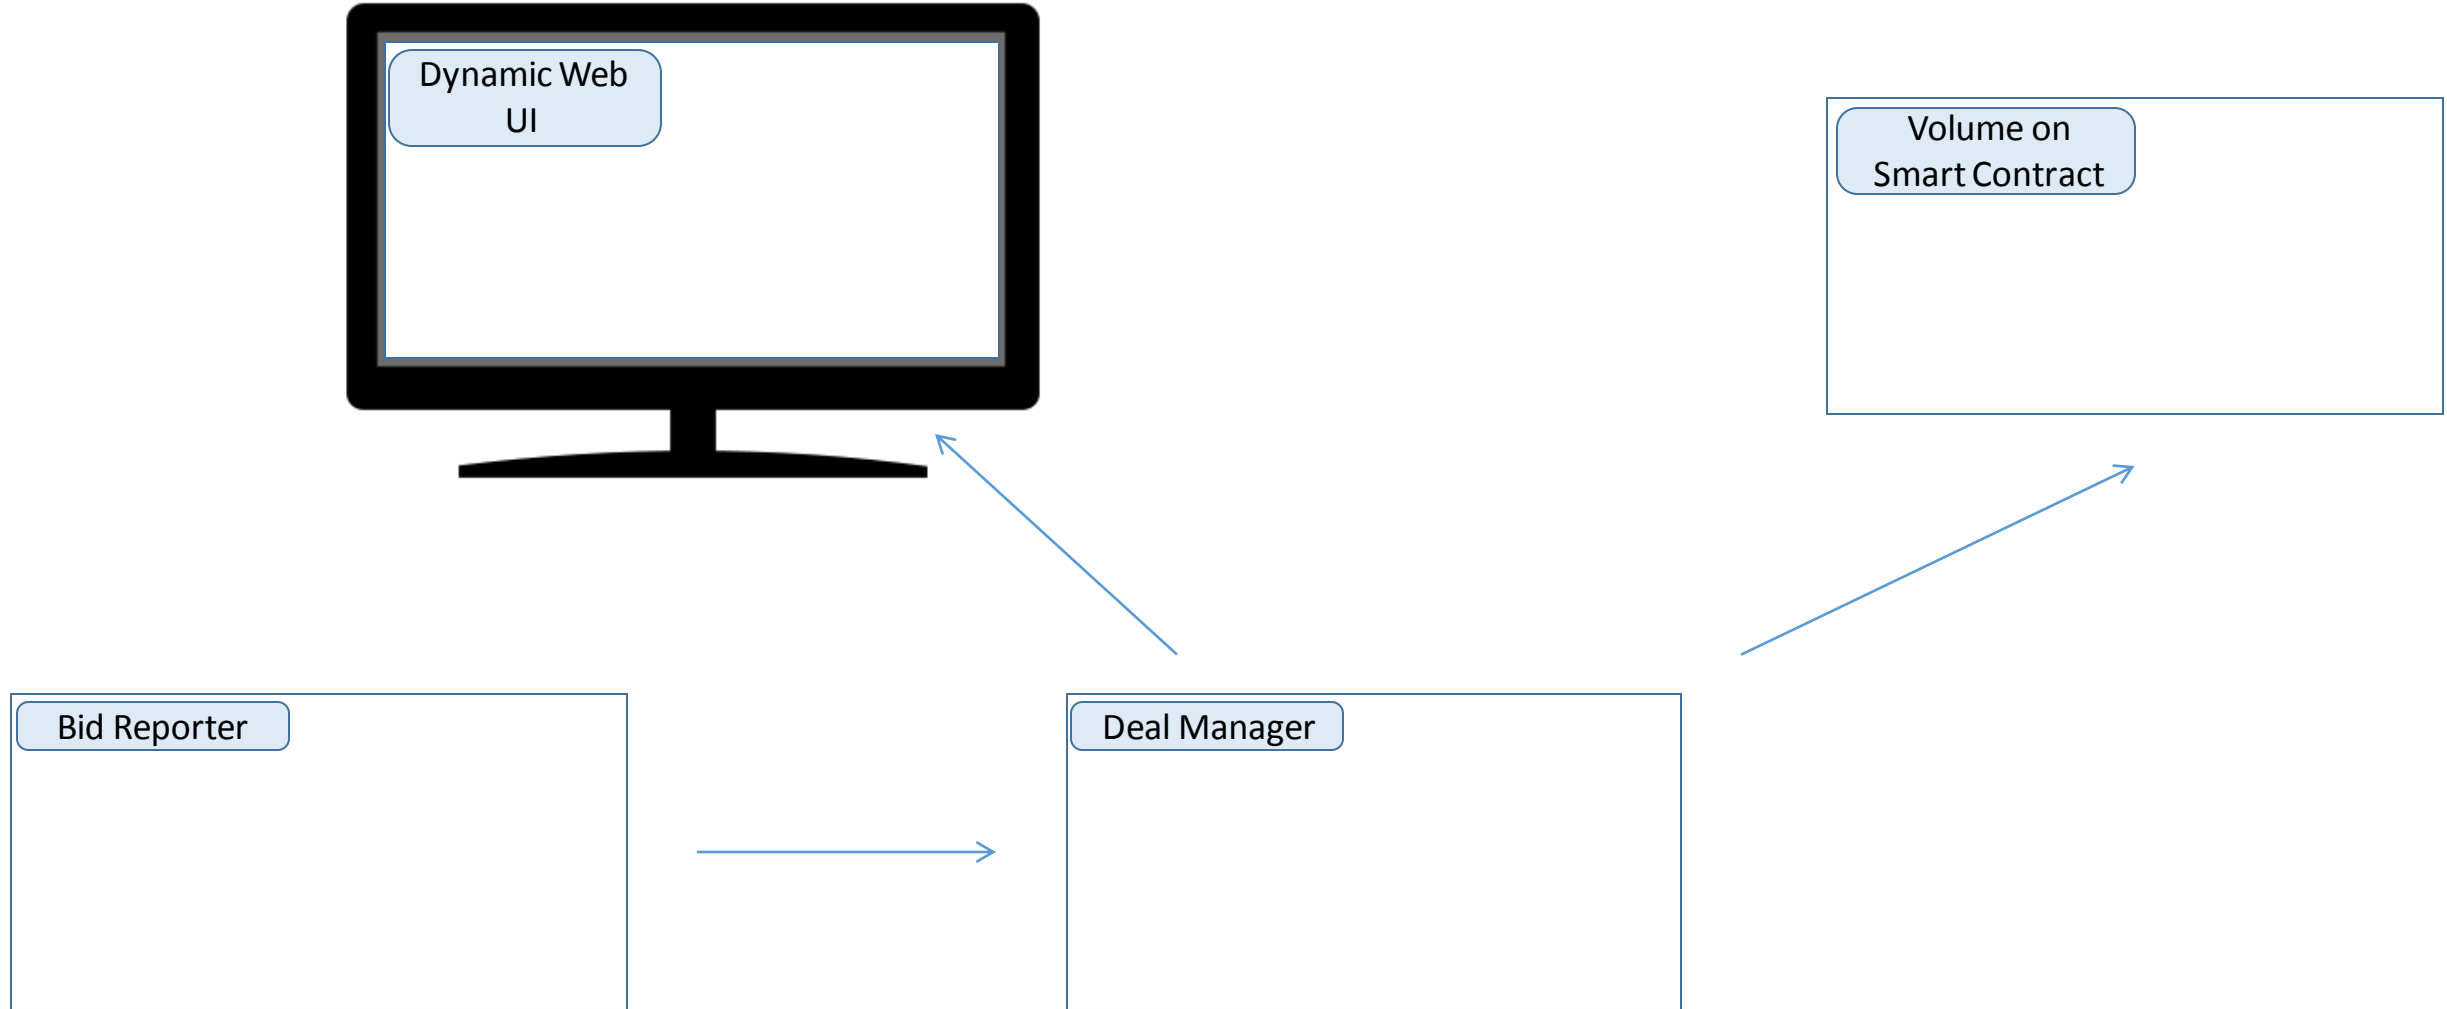 Dynamic Web
UI
Volume on
Smart Contract
Bid Reporter
Deal Manager